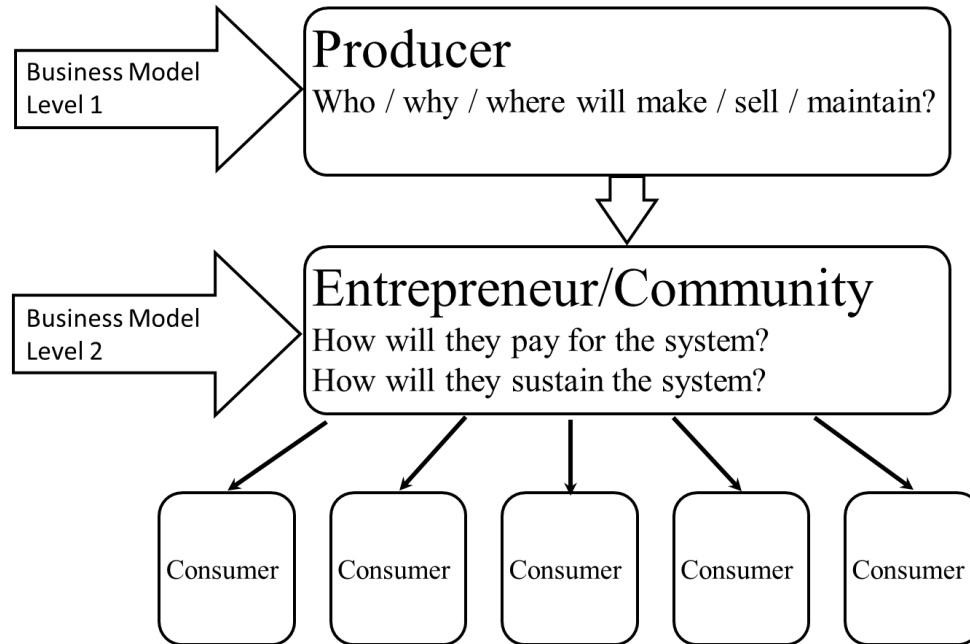 Business Model
Level 1
Producer
Who / why / where will make / sell / maintain?
Business Model
Level 2
Entrepreneur/Community
How will they pay for the system?
How will they sustain the system?
Consumer Consumer Consumer Consumer Consumer